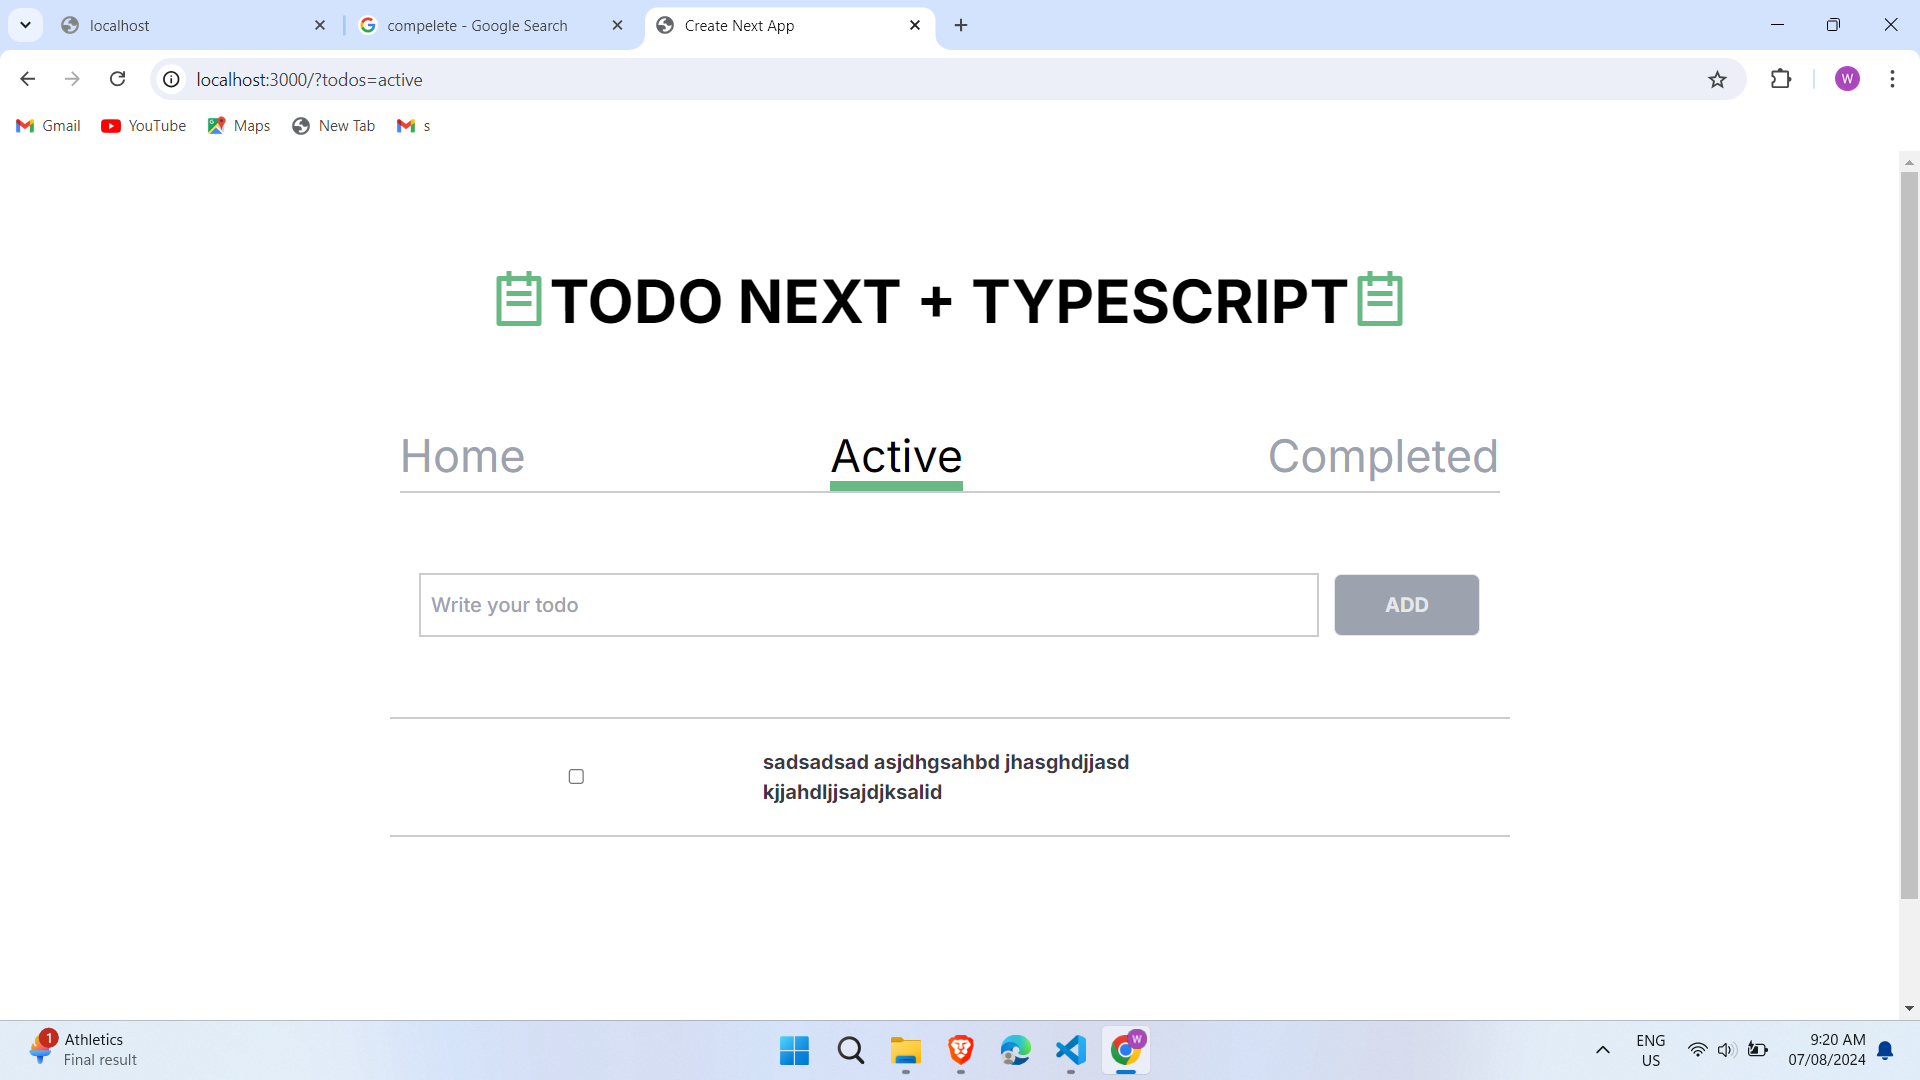 localhost
compelete - Google Search
Create Next App
localhost:3000/?todos=active
W
Gmail
YouTube
Maps
New Tab
s
TODO NEXT + TYPESCRIPT
Home
Active
Completed
Write your todo
ADD
sadsadsad asjdhgsahbd jhasghdjjasd
kjjahdljjsajdjksalid
1
Athletics
Final result
W
ENG
US
9:20 AM
07/08/2024